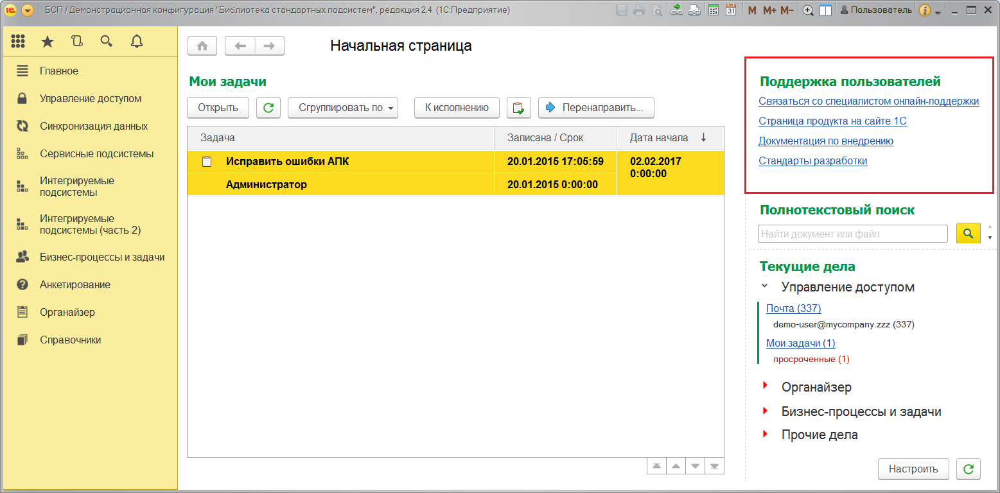 1С
БСП / Демонстрационная конфигурация "Библиотека стандартных подсистем", редакция 2.4 (1С:Предприятие)
31
M M+ M-
Пользователь
Главное
Управление доступом
Синхронизация данных
Сервисные подсистемы
Интегрируемые
подсистемы
Интегрируемые
подсистемы (часть 2)
Бизнес-процессы и задачи
Анкетирование
Органайзер
Справочники
Начальная страница
Мои задачи
Открыть
Сгруппировать по
К исполнению
Перенаправить...
Задача Записана / Срок Дата начала ↓
Исправить ошибки АПК 20.01.2015 17:05:59 02.02.2017
0:00:00
Администратор 20.01.2015 0:00:00
Поддержка пользователей
Связаться со специалистом онлайн-поддержки
Страница продукта на сайте 1С
Документация по внедрению
Стандарты разработки
Полнотекстовый поиск
Найти документ или файл
Текущие дела
Управление доступом
Почта (337)
demo-user@mycompany.zzz (337)
Мои задачи (1)
просроченные (1)
Органайзер
Бизнес-процессы и задачи
Прочие дела
Настроить